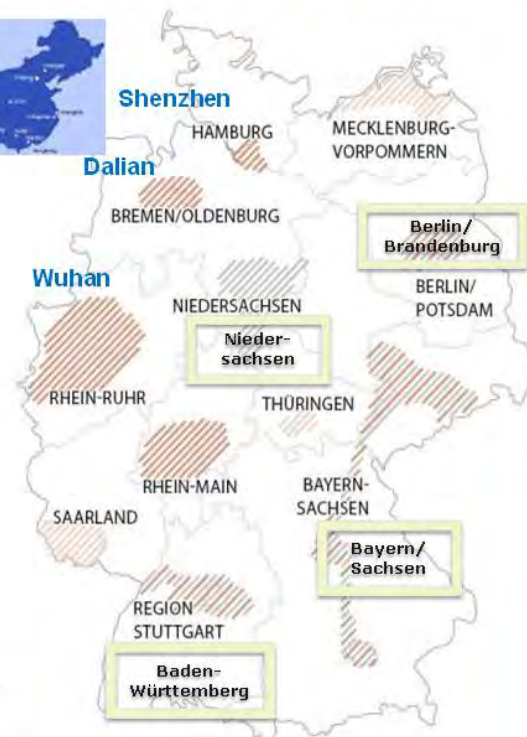 Shenzhen
HAMBURG
MECKLENBURG-
VORPOMMERN
Dalian
BREMEN/OLDENBURG
Berlin/
Brandenburg
BERLIN/
POTSDAM
Wuhan
NIEDERSACHSEN
Nieder-
sachsen
RHEIN-RUHR
THÜRINGEN
RHEIN-MAIN
BAYERN-
SACHSEN
SAARLAND
Bayern/
Sachsen
REGION
STUTTGART
Baden-
Württemberg